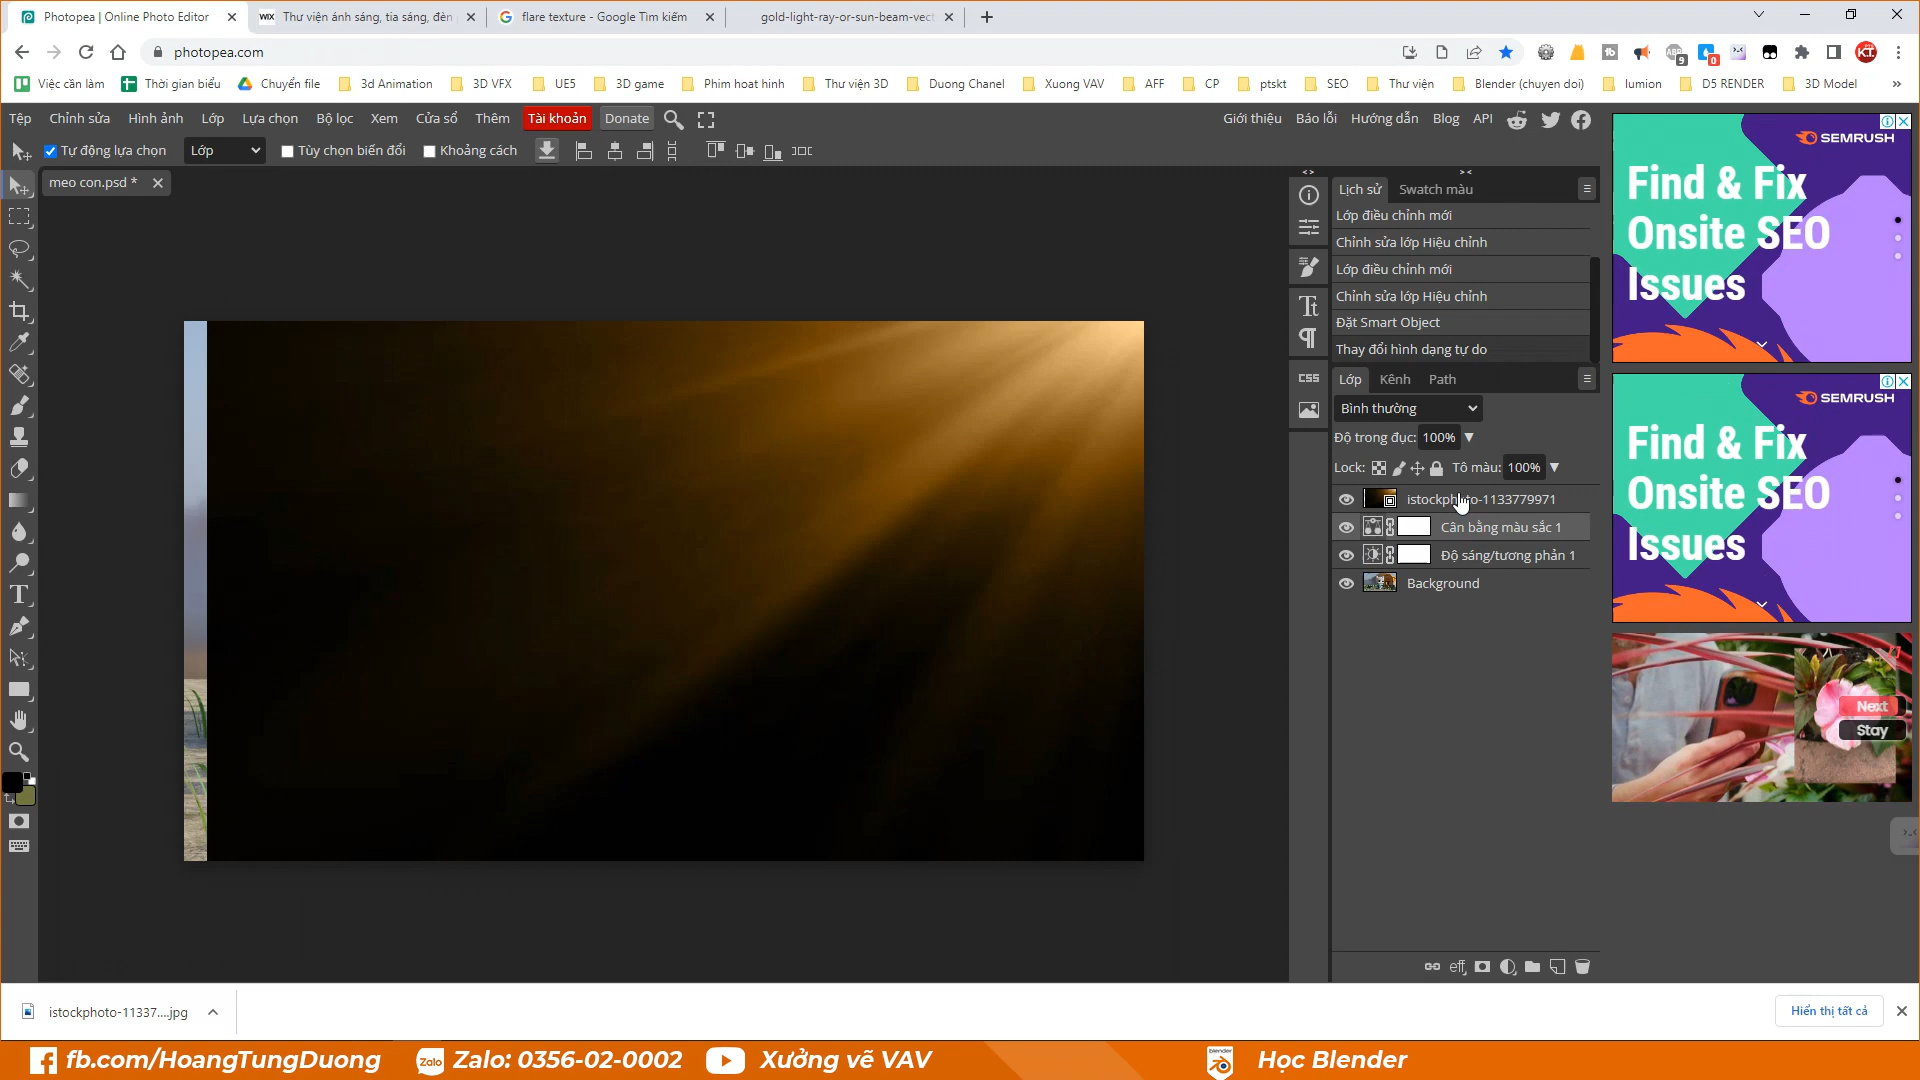 Photopea | Online Photo Editor
WIX
Thư viện ánh sáng, tia sáng, đèn
flare texture - Google Tìm kiếm
gold-light-ray-or-sun-beam-vect
photopea.com
9
0
KT
Việc cần làm
Thời gian biểu
Chuyển file
3d Animation
3D VFX
UE5
3D game
Phim hoat hinh
Thư viện 3D
Duong Chanel
Xuong VAV
AFF
CP
ptskt
SEO
Thư viện
Blender (chuyen doi)
lumion
D5 RENDER
3D Model
»
Tệp
Chỉnh sửa
Hình ảnh
Lớp
Lựa chọn
Bộ lọc
Xem
Cửa sổ
Thêm
Tài khoản
Donate
Giới thiệu
Báo lỗi
Hướng dẫn
Blog
API
Tự động lựa chọn
Lớp
Tùy chọn biến đổi
Khoảng cách
meo con.psd *
Lịch sử
Swatch màu
Lớp điều chỉnh mới
Chỉnh sửa lớp Hiệu chỉnh
Lớp điều chỉnh mới
Chỉnh sửa lớp Hiệu chỉnh
Đặt Smart Object
Thay đổi hình dạng tự do
CSS
Lớp
Kênh
Path
Bình thường
Độ trong đục: 100%
Lock:
Tô màu: 100%
istockphoto-1133779971
Cân bằng màu sắc 1
Độ sáng/tương phản 1
Background
eff
SEMRUSH
Find & Fix
Onsite SEO
Issues
SEMRUSH
Find & Fix
Onsite SEO
Issues
Next
Stay
istockphoto-11337....jpg
Hiển thị tất cả
fb.com/HoangTungDuong
Zalo
Zalo: 0356-02-0002
Xưởng vẽ VAV
blender
Học Blender